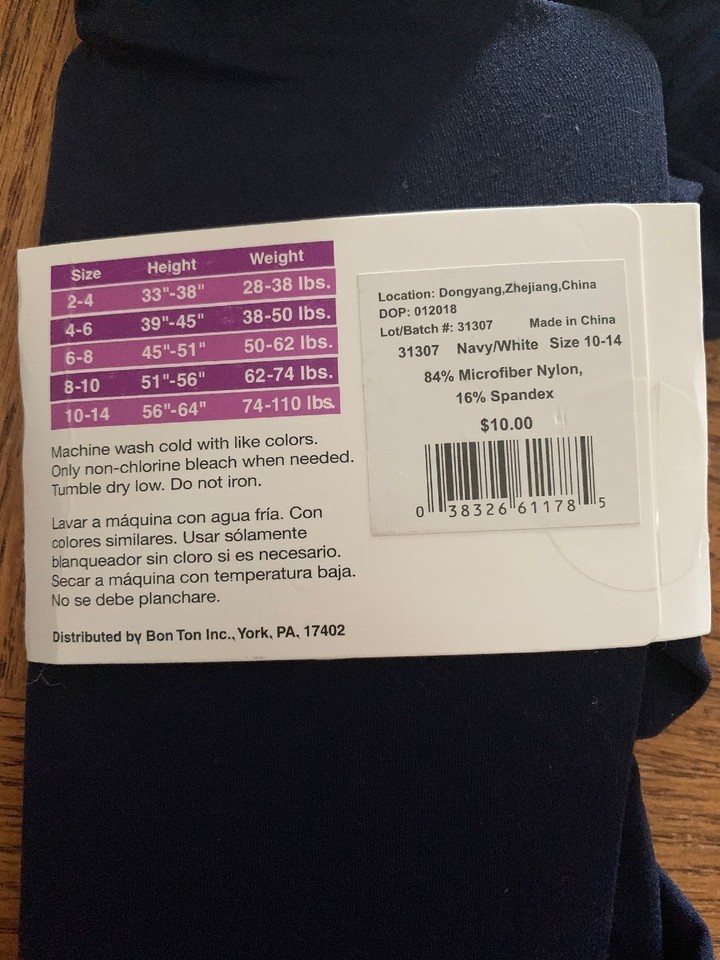 Size Height Weight
2-4 33"-38" 28-38 lbs.
4-6 39"-45" 38-50 lbs.
6-8 45"-51" 50-62 lbs.
8-10 51"-56" 62-74 lbs.
10-14 56"-64" 74-110 lbs.
Machine wash cold with like colors.
Only non-chlorine bleach when needed.
Tumble dry low. Do not iron.
Lavar a máquina con agua fría. Con
colores similares. Usar sólamente
blanqueador sin cloro si es necesario.
Secar a máquina con temperatura baja.
No se debe planchare.
Distributed by Bon Ton Inc., York, PA, 17402
Location: Dongyang,Zhejiang,China
DOP: 012018
Lot/Batch #: 31307 Made in China
31307 Navy/White Size 10-14
84% Microfiber Nylon,
16% Spandex
$10.00
0 38326 61178 5